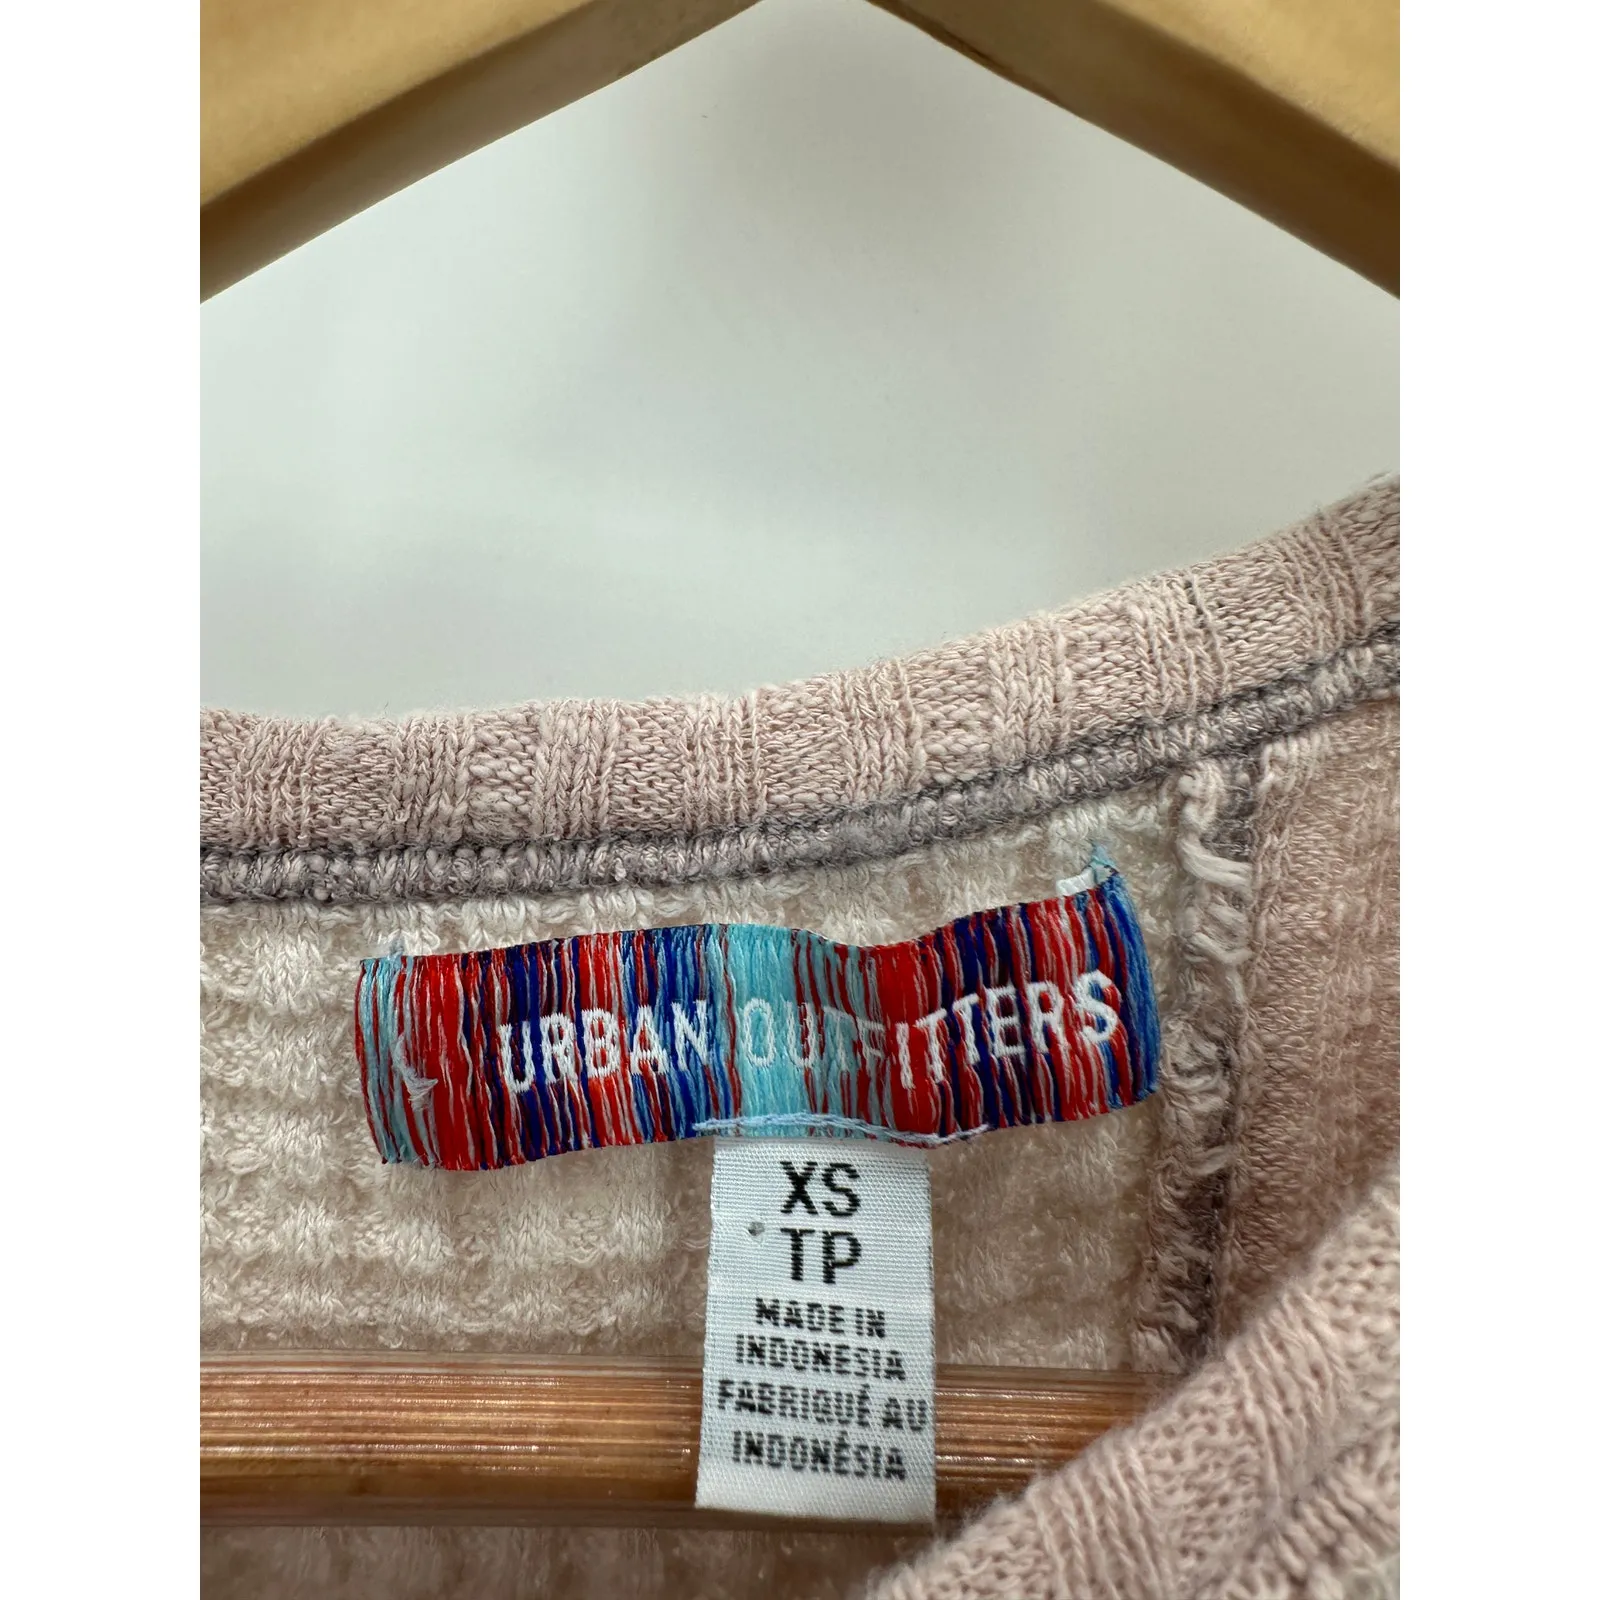 URBAN OUTFITTERS
XS
TP
MADE IN
INDONESIA
FABRIQUÉ AU
INDONÉSIA